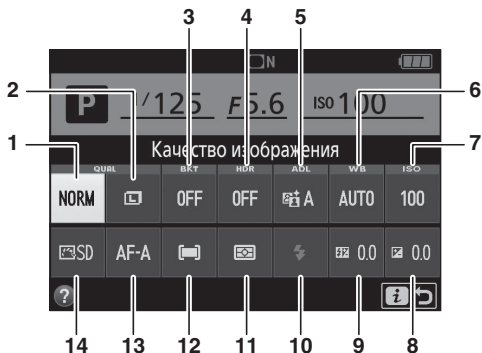 3 4 5
N
2 6
P 1/125 F5.6 ISO 100
1 Качество изображения 7
QUAL BKT HDR ADL WB ISO
NORM L OFF OFF A AUTO 100
SD AF-A 0.0 0.0
? i
14 13 12 11 10 9 8